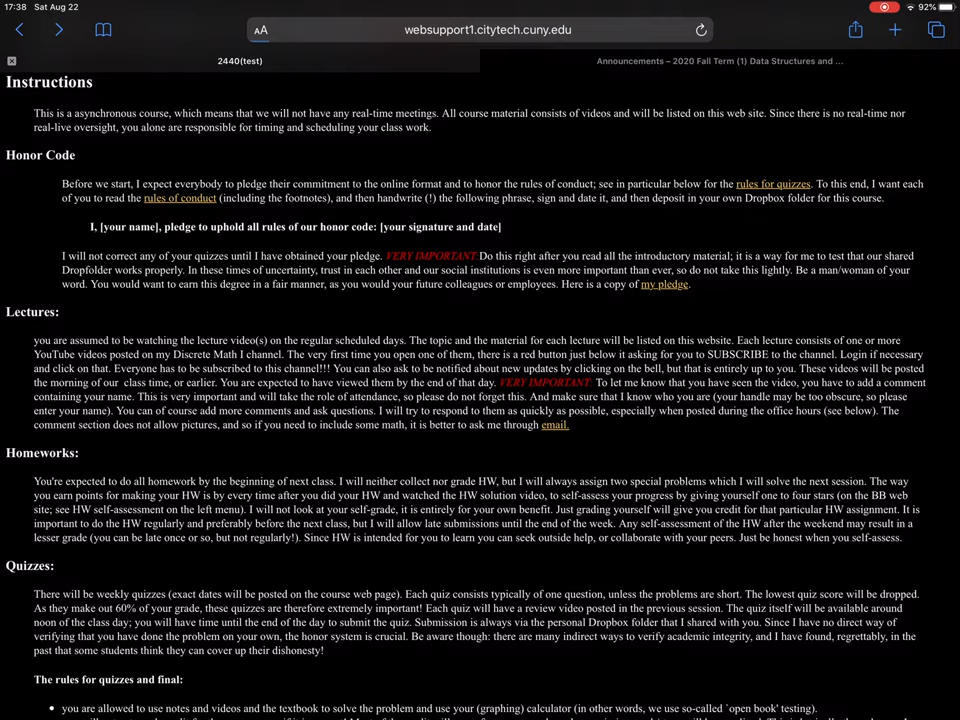 17:38 Sat Aug 22
92%
AA
websupport1.citytech.cuny.edu
2440(test)
Announcements – 2020 Fall Term (1) Data Structures and ...
Instructions
This is a asynchronous course, which means that we will not have any real-time meetings. All course material consists of videos and will be listed on this web site. Since there is no real-time nor
real-live oversight, you alone are responsible for timing and scheduling your class work.
Honor Code
Before we start, I expect everybody to pledge their commitment to the online format and to honor the rules of conduct; see in particular below for the rules for quizzes. To this end, I want each
of you to read the rules of conduct (including the footnotes), and then handwrite (!) the following phrase, sign and date it, and then deposit in your own Dropbox folder for this course.
I, [your name], pledge to uphold all rules of our honor code: [your signature and date]
I will not correct any of your quizzes until I have obtained your pledge. VERY IMPORTANT Do this right after you read all the introductory material; it is a way for me to test that our shared
Dropfolder works properly. In these times of uncertainty, trust in each other and our social institutions is even more important than ever, so do not take this lightly. Be a man/woman of your
word. You would want to earn this degree in a fair manner, as you would your future colleagues or employees. Here is a copy of my pledge.
Lectures:
you are assumed to be watching the lecture video(s) on the regular scheduled days. The topic and the material for each lecture will be listed on this website. Each lecture consists of one or more
YouTube videos posted on my Discrete Math I channel. The very first time you open one of them, there is a red button just below it asking for you to SUBSCRIBE to the channel. Login if necessary
and click on that. Everyone has to be subscribed to this channel!!! You can also ask to be notified about new updates by clicking on the bell, but that is entirely up to you. These videos will be posted
the morning of our class time, or earlier. You are expected to have viewed them by the end of that day. VERY IMPORTANT: To let me know that you have seen the video, you have to add a comment
containing your name. This is very important and will take the role of attendance, so please do not forget this. And make sure that I know who you are (your handle may be too obscure, so please
enter your name). You can of course add more comments and ask questions. I will try to respond to them as quickly as possible, especially when posted during the office hours (see below). The
comment section does not allow pictures, and so if you need to include some math, it is better to ask me through email.
Homeworks:
You're expected to do all homework by the beginning of next class. I will neither collect nor grade HW, but I will always assign two special problems which I will solve the next session. The way
you earn points for making your HW is by every time after you did your HW and watched the HW solution video, to self-assess your progress by giving yourself one to four stars (on the BB web
site; see HW self-assessment on the left menu). I will not look at your self-grade, it is entirely for your own benefit. Just grading yourself will give you credit for that particular HW assignment. It is
important to do the HW regularly and preferably before the next class, but I will allow late submissions until the end of the week. Any self-assessment of the HW after the weekend may result in a
lesser grade (you can be late once or so, but not regularly!). Since HW is intended for you to learn you can seek outside help, or collaborate with your peers. Just be honest when you self-assess.
Quizzes:
There will be weekly quizzes (exact dates will be posted on the course web page). Each quiz consists typically of one question, unless the problems are short. The lowest quiz score will be dropped.
As they make out 60% of your grade, these quizzes are therefore extremely important! Each quiz will have a review video posted in the previous session. The quiz itself will be available around
noon of the class day; you will have time until the end of the day to submit the quiz. Submission is always via the personal Dropbox folder that I shared with you. Since I have no direct way of
verifying that you have done the problem on your own, the honor system is crucial. Be aware though: there are many indirect ways to verify academic integrity, and I have found, regrettably, in the
past that some students think they can cover up their dishonesty!
The rules for quizzes and final:
• you are allowed to use notes and videos and the textbook to problem and use your (graphing) calculator (in other words, we use so-called `open book' testing).